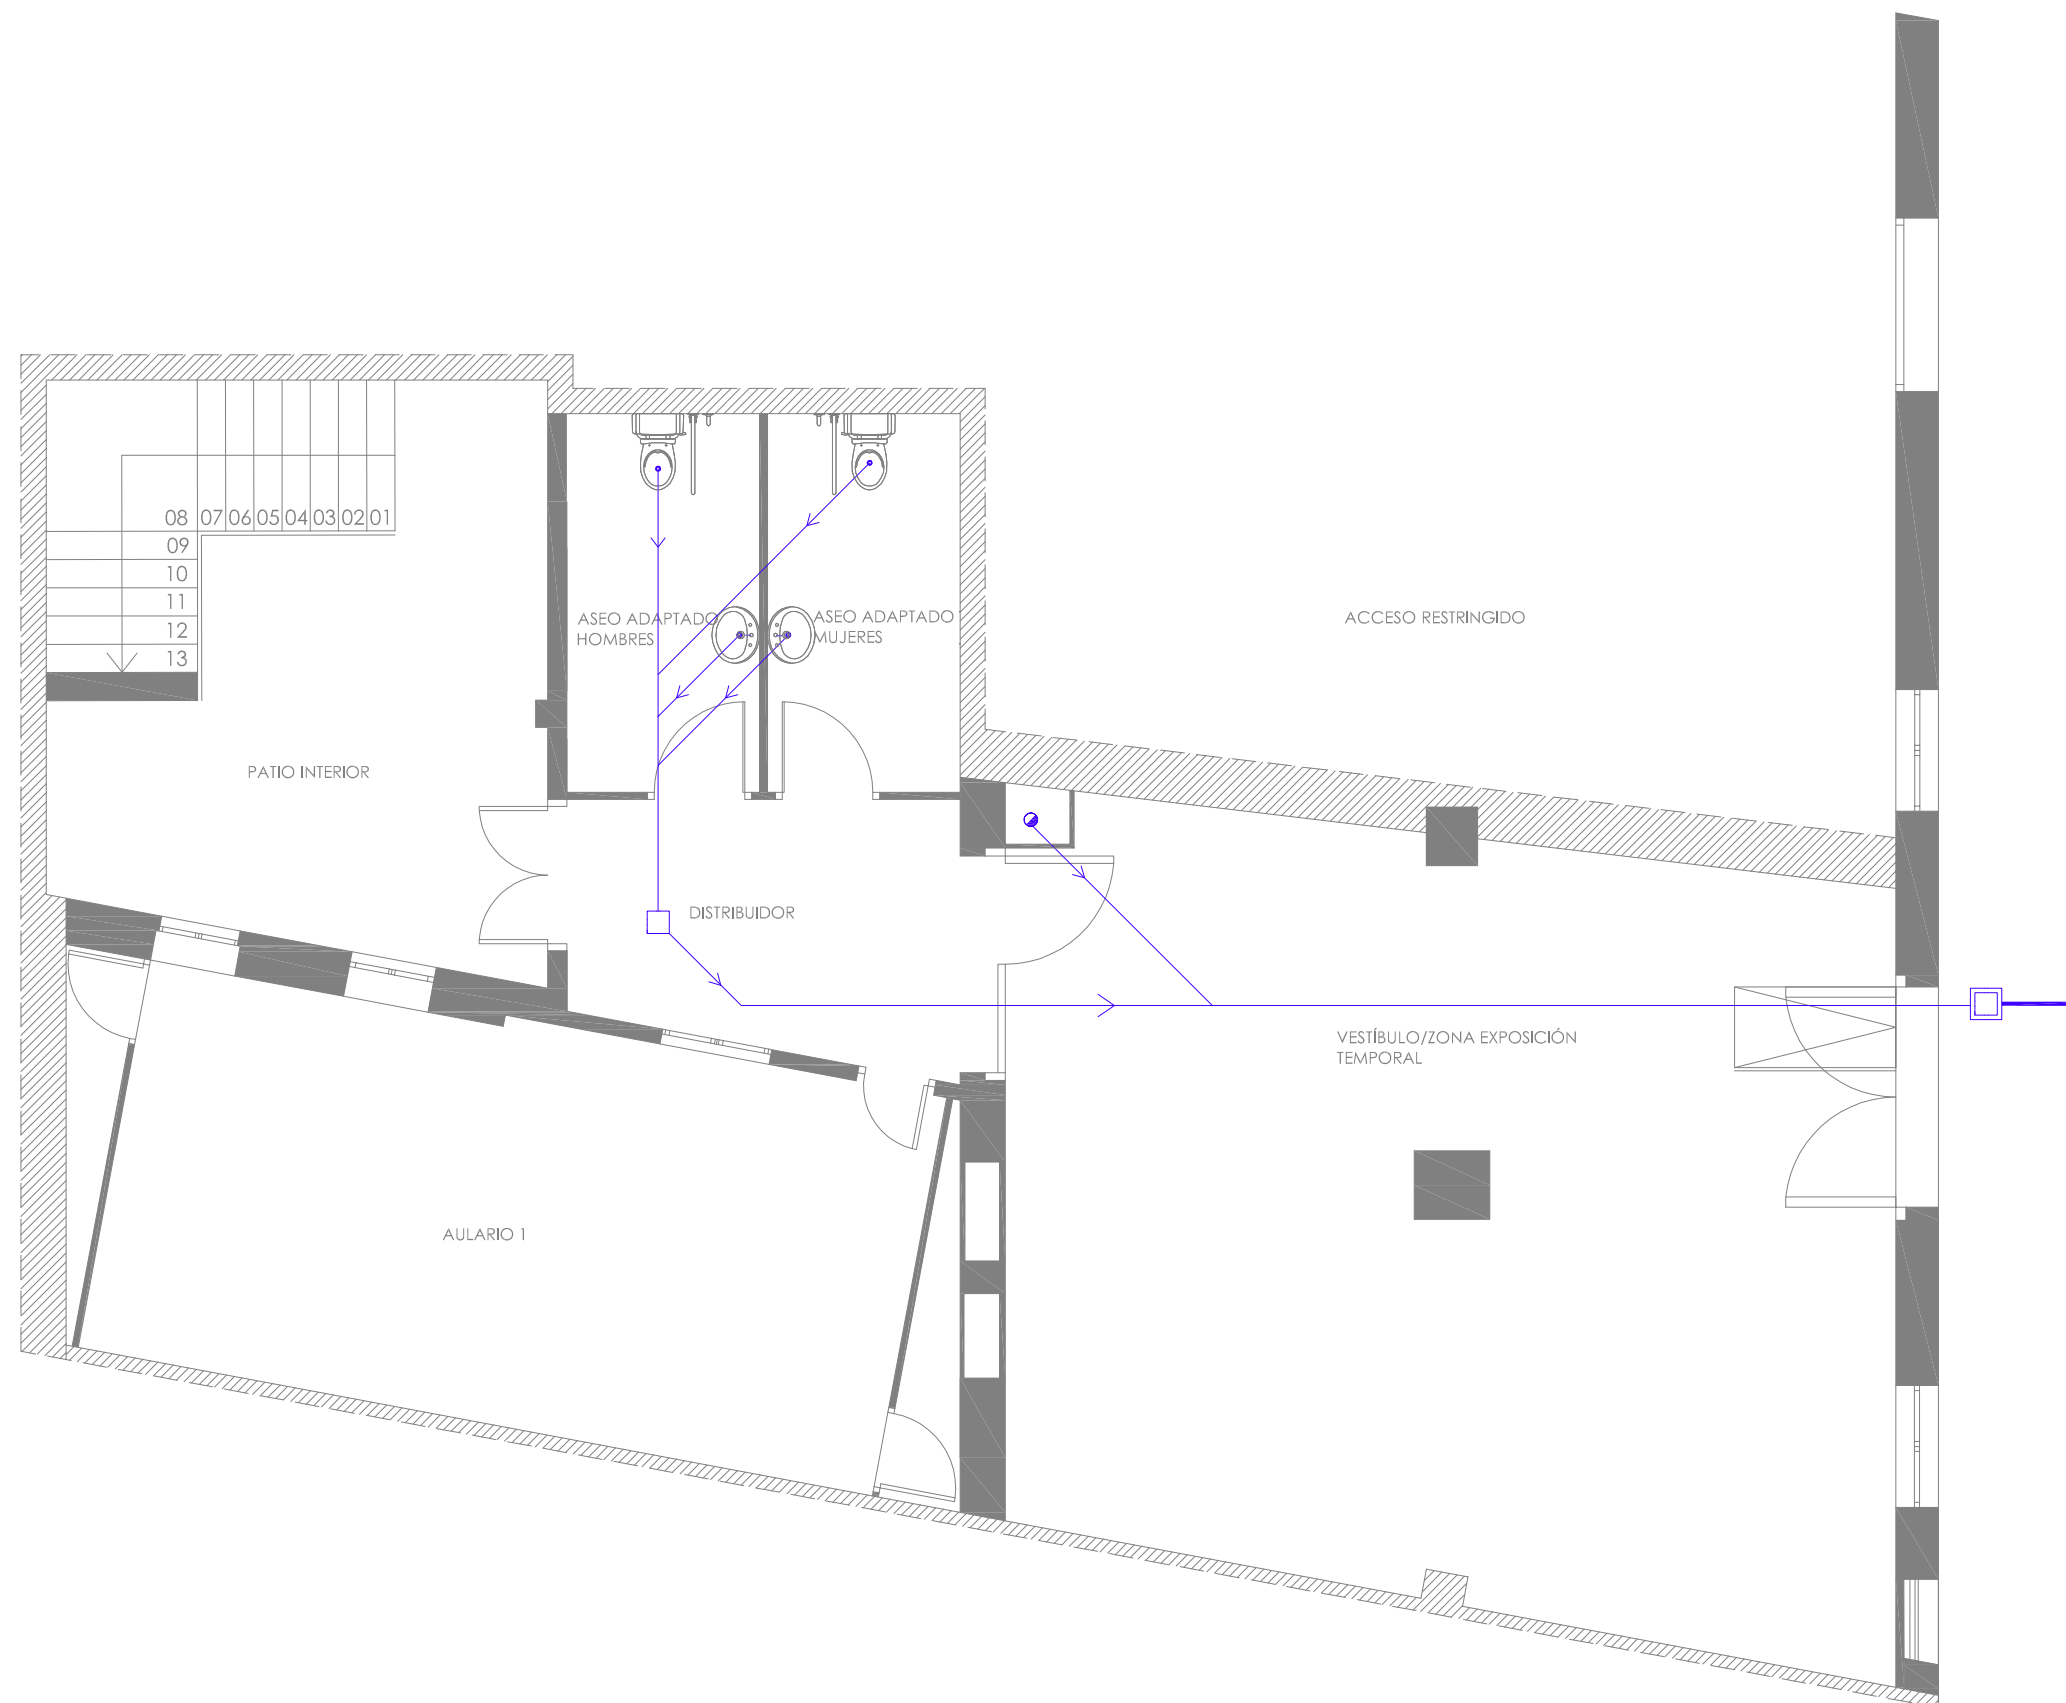 08 07 06 05 04 03 02 01
09
10
11
12
13
ASEO ADAPTADO
HOMBRES
ASEO ADAPTADO
MUJERES
ACCESO RESTRINGIDO
PATIO INTERIOR
DISTRIBUIDOR
VESTÍBULO/ZONA EXPOSICIÓN
TEMPORAL
AULARIO 1